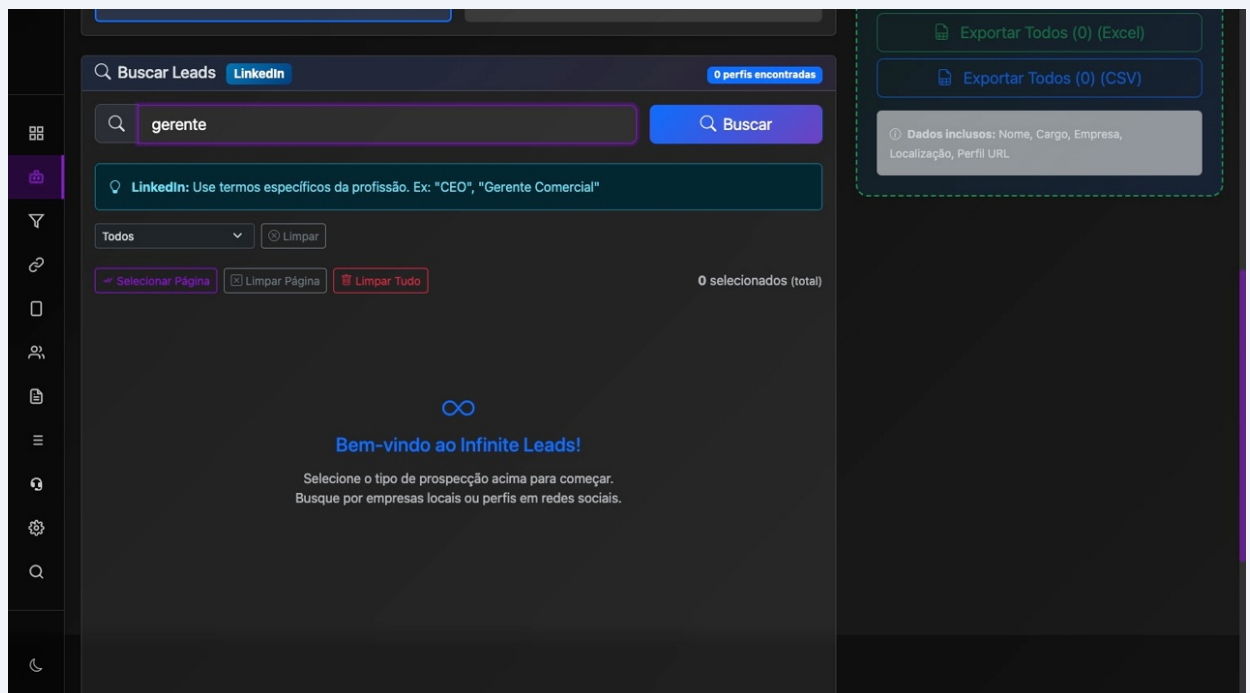 Exportar Todos (0) (Excel)
Buscar Leads LinkedIn
0 perfis encontradas
Exportar Todos (0) (CSV)
gerente
Buscar
Dados inclusos: Nome, Cargo, Empresa,
Localização, Perfil URL
LinkedIn: Use termos específicos da profissão. Ex: "CEO", "Gerente Comercial"
Todos
Limpar
Selecionar Página
Limpar Página
Limpar Tudo
0 selecionados (total)
Bem-vindo ao Infinite Leads!
Selecione o tipo de prospecção acima para começar.
Busque por empresas locais ou perfis em redes sociais.